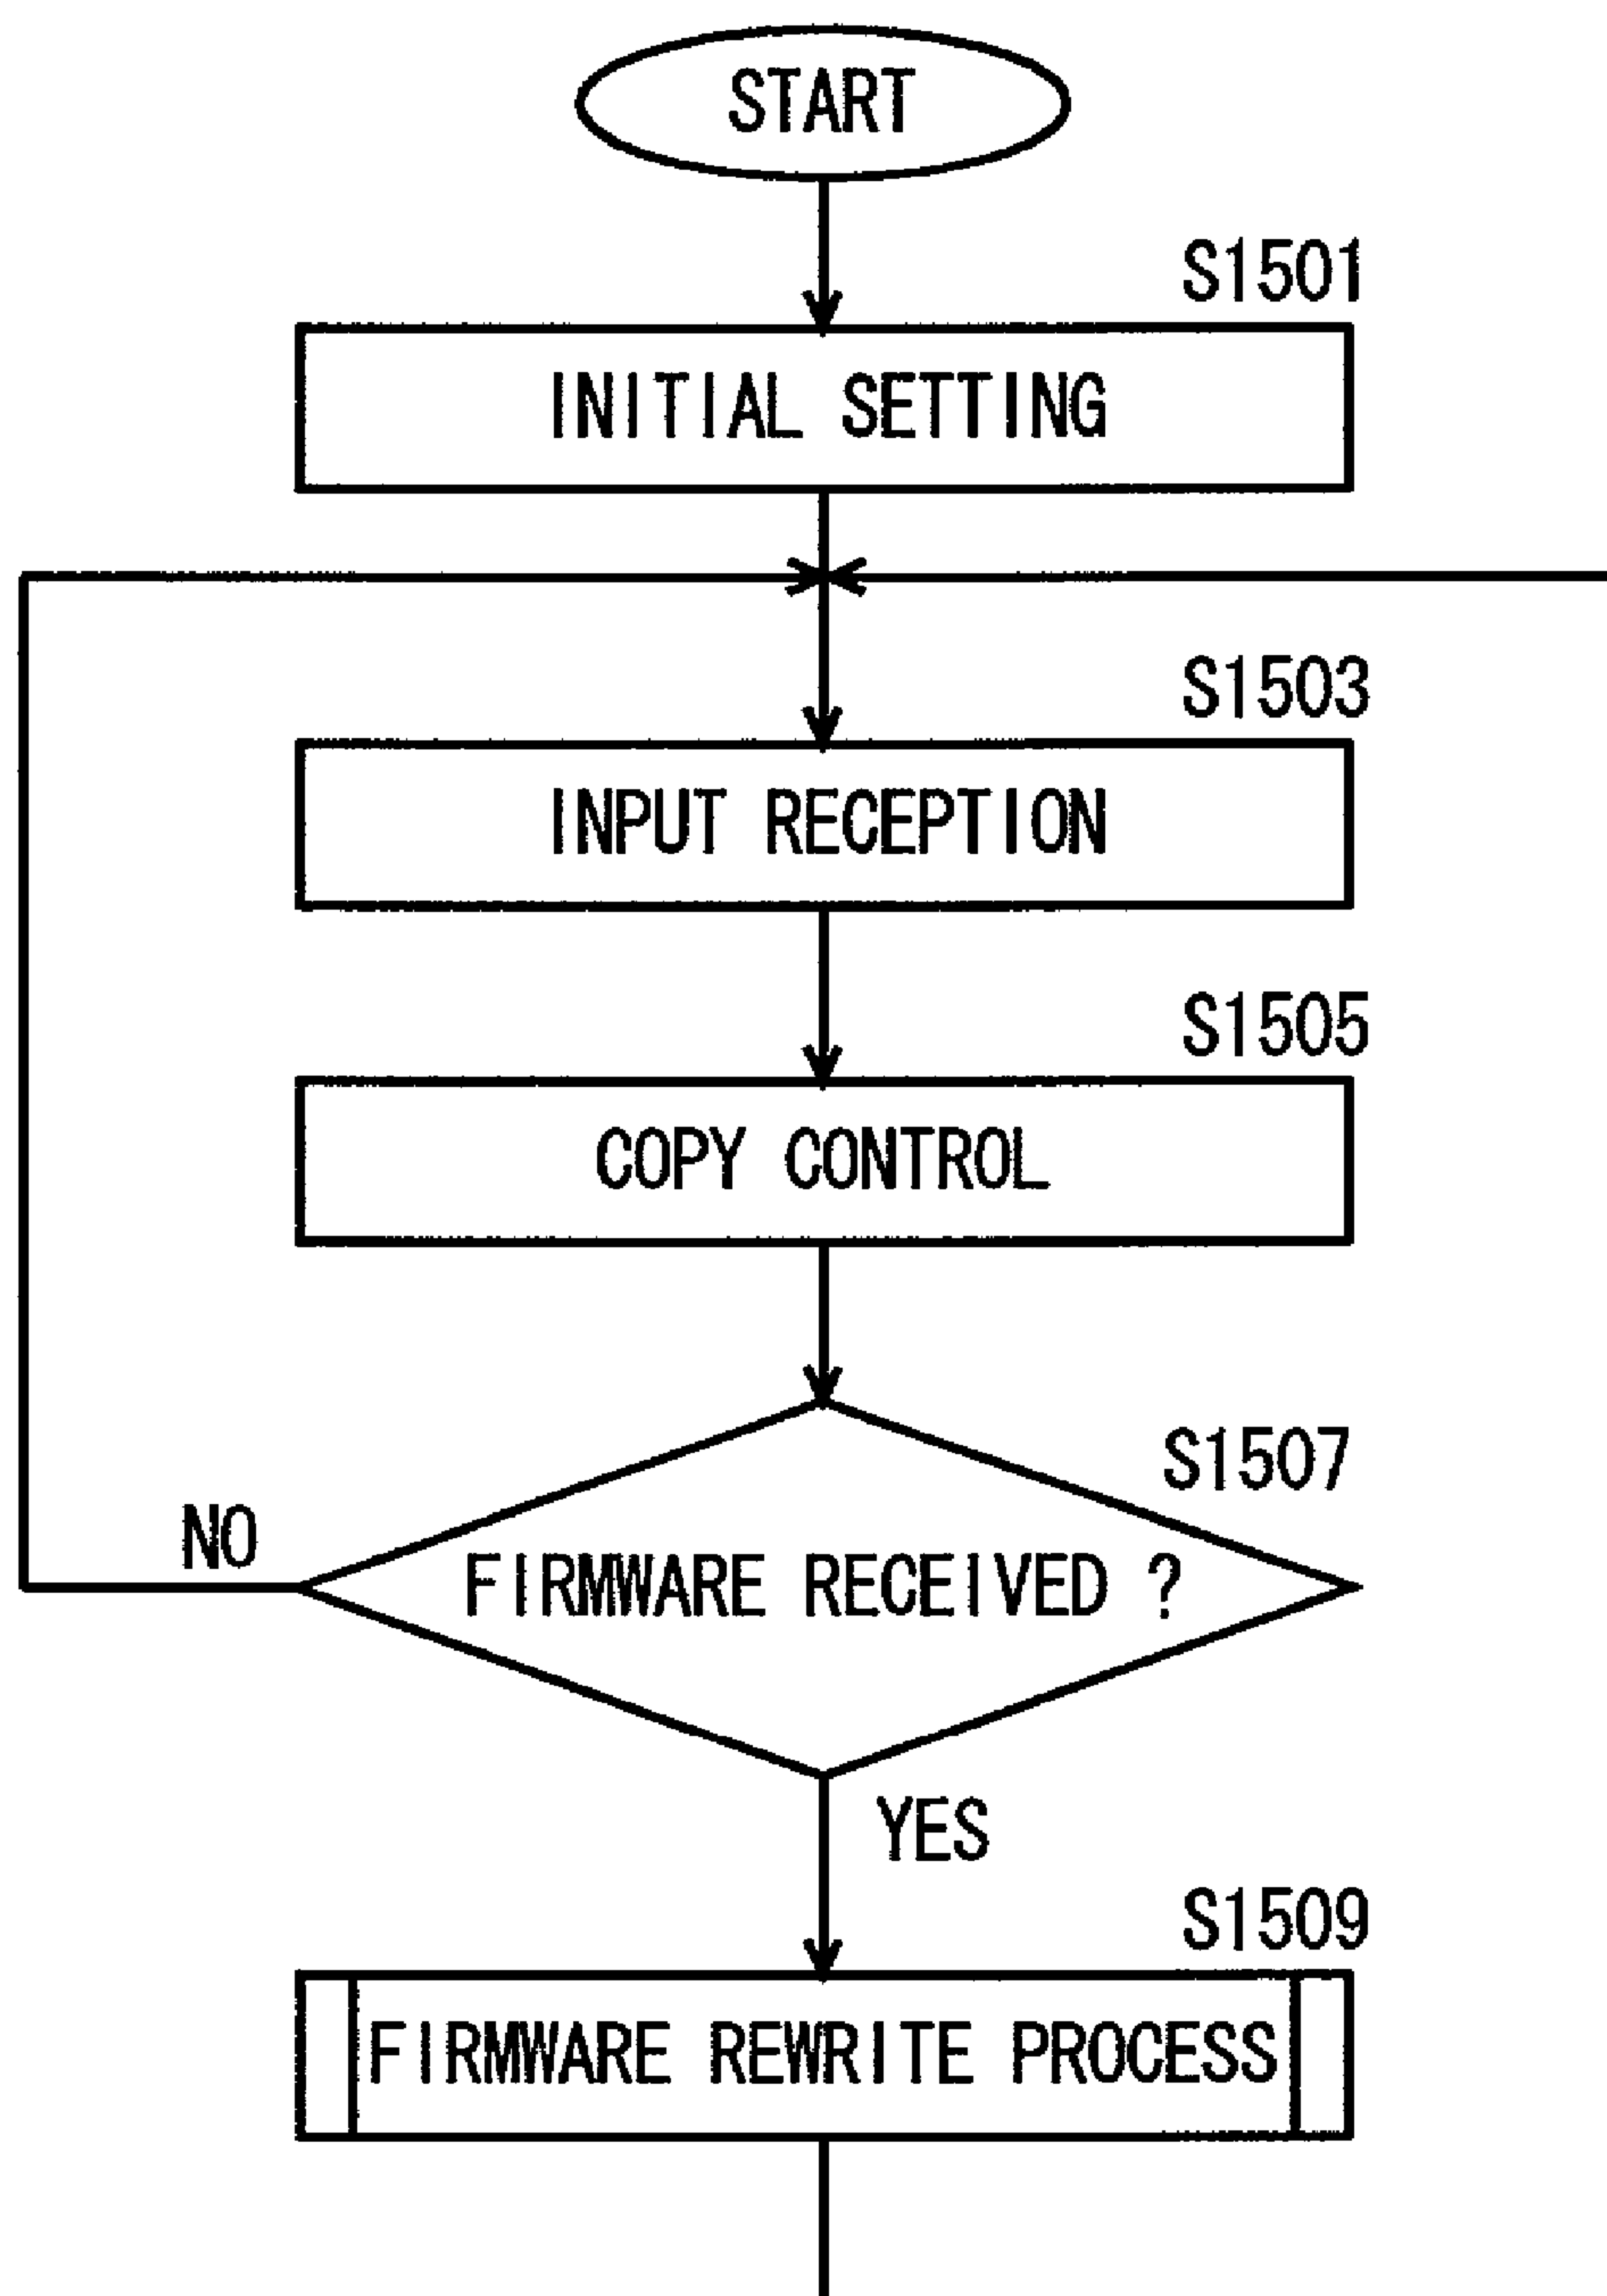 START
S1501
INITIAL SETTING
S1503
INPUT RECEPTION
S1505
COPY CONTROL
S1507
NO
FIRMWARE RECEIVED ?
YES
S1509
FIRMWARE REWRITE PROCESS